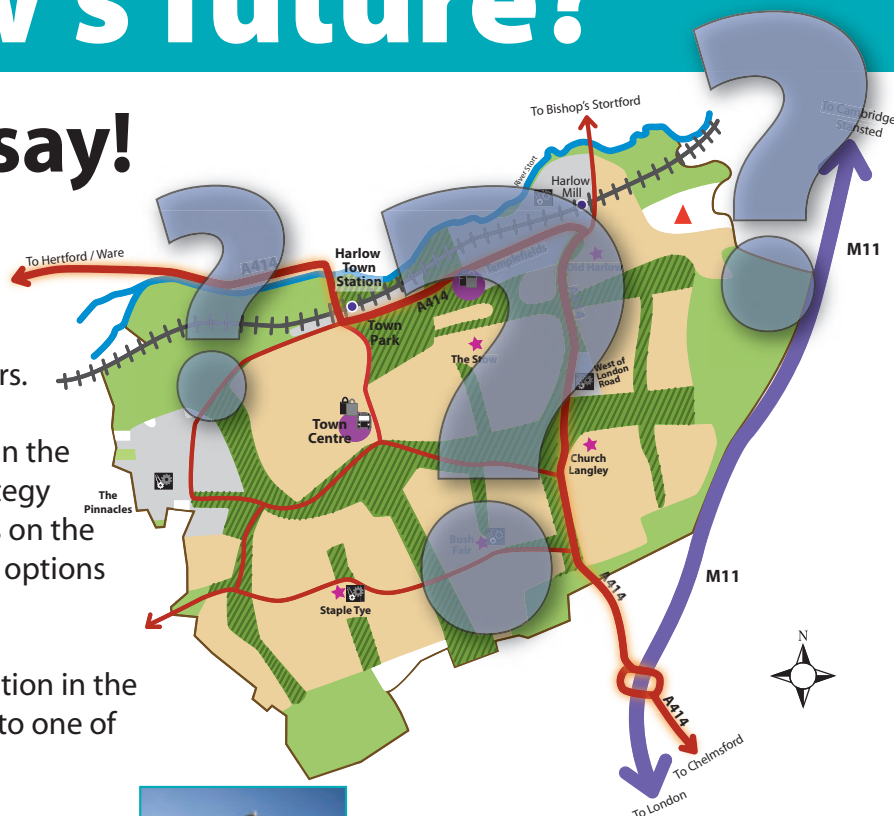 w's future?
say!
rs.
n the
tegy
s on the
options
tion in the
to one of
To Bishop's Stortford
To Cambridge
Stansted
River Stort
Harlow
Mill
M11
To Hertford / Ware
A414
Harlow
Town
Station
Templefields
Old Harlow
A414
Town
Park
The Stow
West of
London
Road
Town
Centre
Church
Langley
The
Pinnacles
Bush
Fair
M11
A414
Staple Tye
N
A414
To Chelmsford
To London
? ? ?